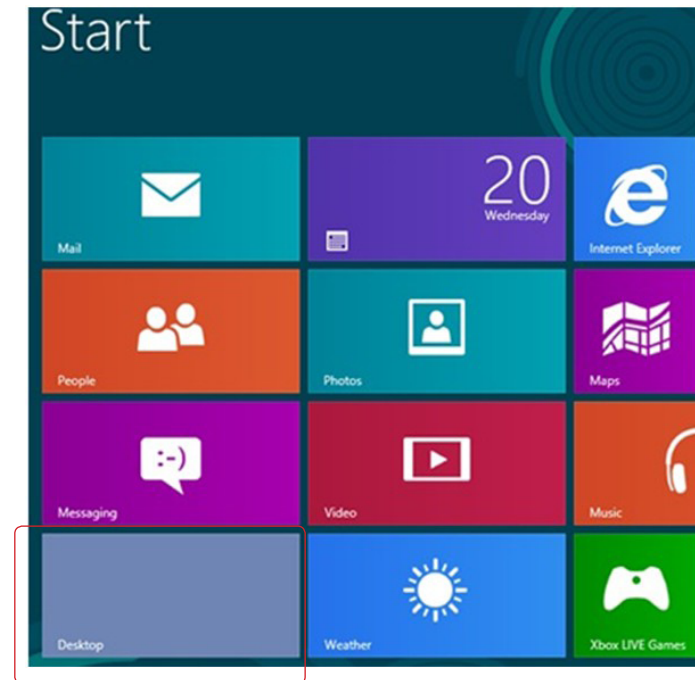 Start
Mail
20
Wednesday
Internet Explorer
People
Photos
Maps
Messaging
:-)
Video
Music
Desktop
Weather
Xbox LIVE Games